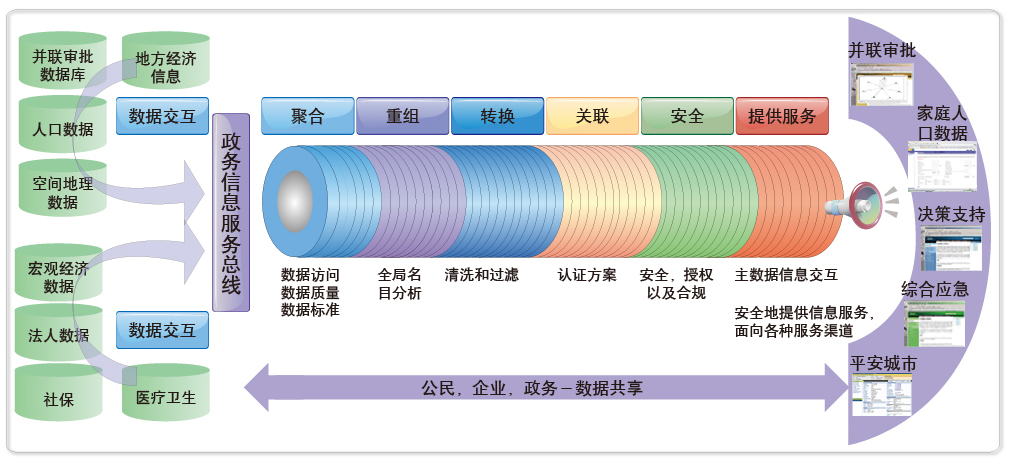 并联审批
数据库
地方经济
信息
人口数据
数据交互
空间地理
数据
宏观经济
数据
法人数据
数据交互
社保
医疗卫生
政务信息服务总线
聚合
重组
转换
关联
安全
提供服务
数据访问
数据质量
数据标准
全局名
目分析
清洗和过滤
认证方案
安全，授权
以及合规
主数据信息交互
安全地提供信息服务，
面向各种服务渠道
公民，企业，政务－数据共享
并联审批
家庭人
口数据
决策支持
综合应急
平安城市